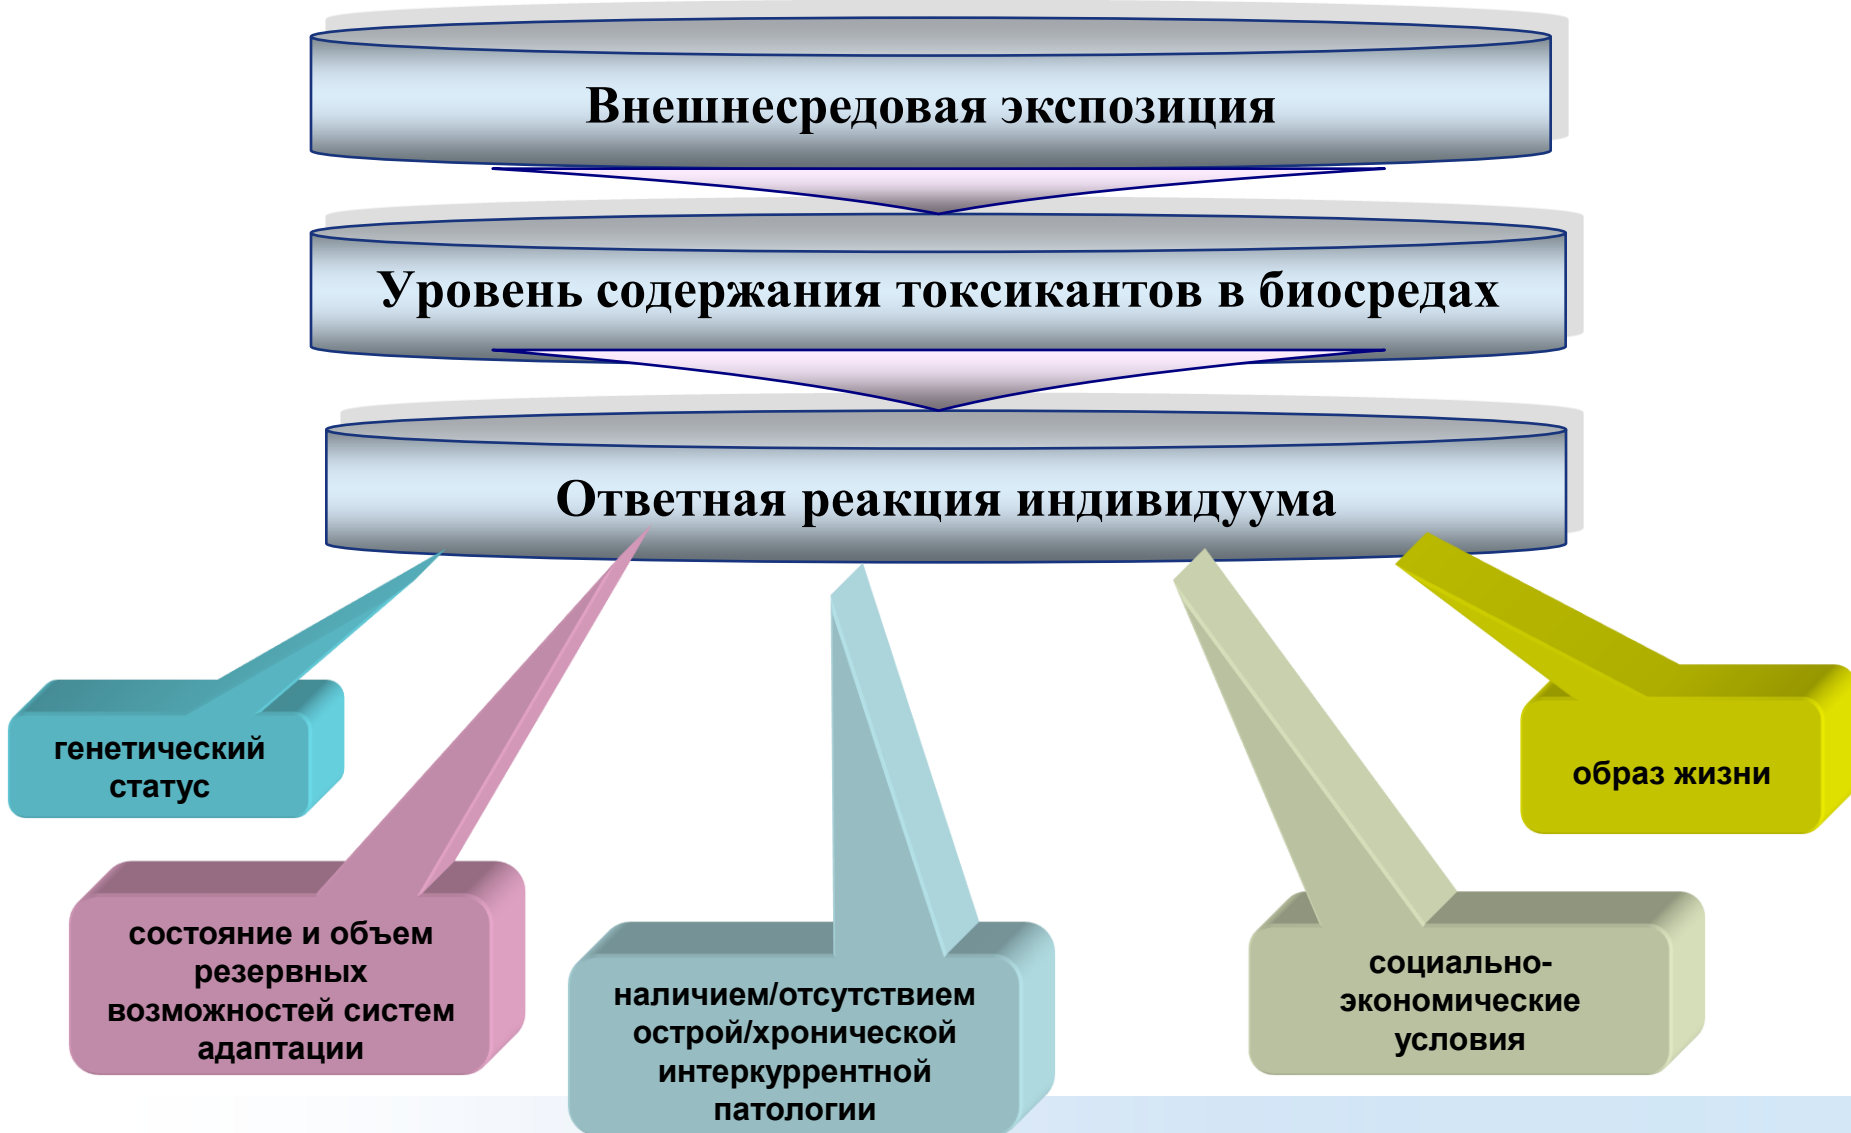 Внешнесредовая экспозиция
Уровень содержания токсикантов в биосредах
Ответная реакция индивидуума
генетический
статус
состояние и объем
резервных
возможностей систем
адаптации
наличием/отсутствием
острой/хронической
интеркуррентной
патологии
социально-
экономические
условия
образ жизни